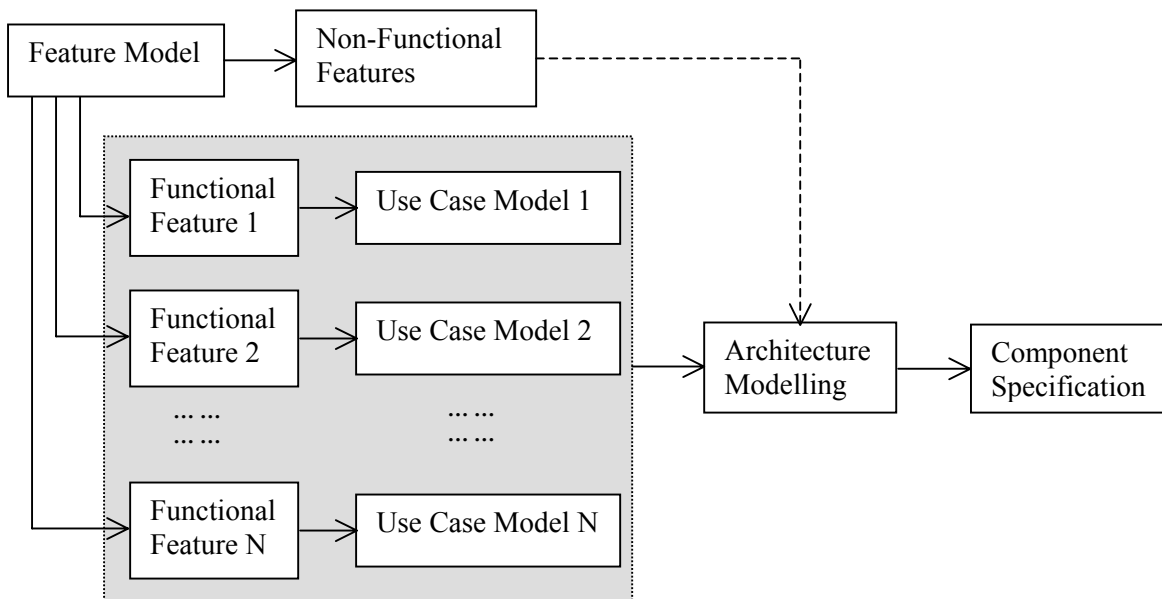 Feature Model
Non-Functional
Features
Functional
Feature 1
Use Case Model 1
Functional
Feature 2
Use Case Model 2
... ...
... ...
... ...
... ...
Architecture
Modelling
Component
Specification
Functional
Feature N
Use Case Model N